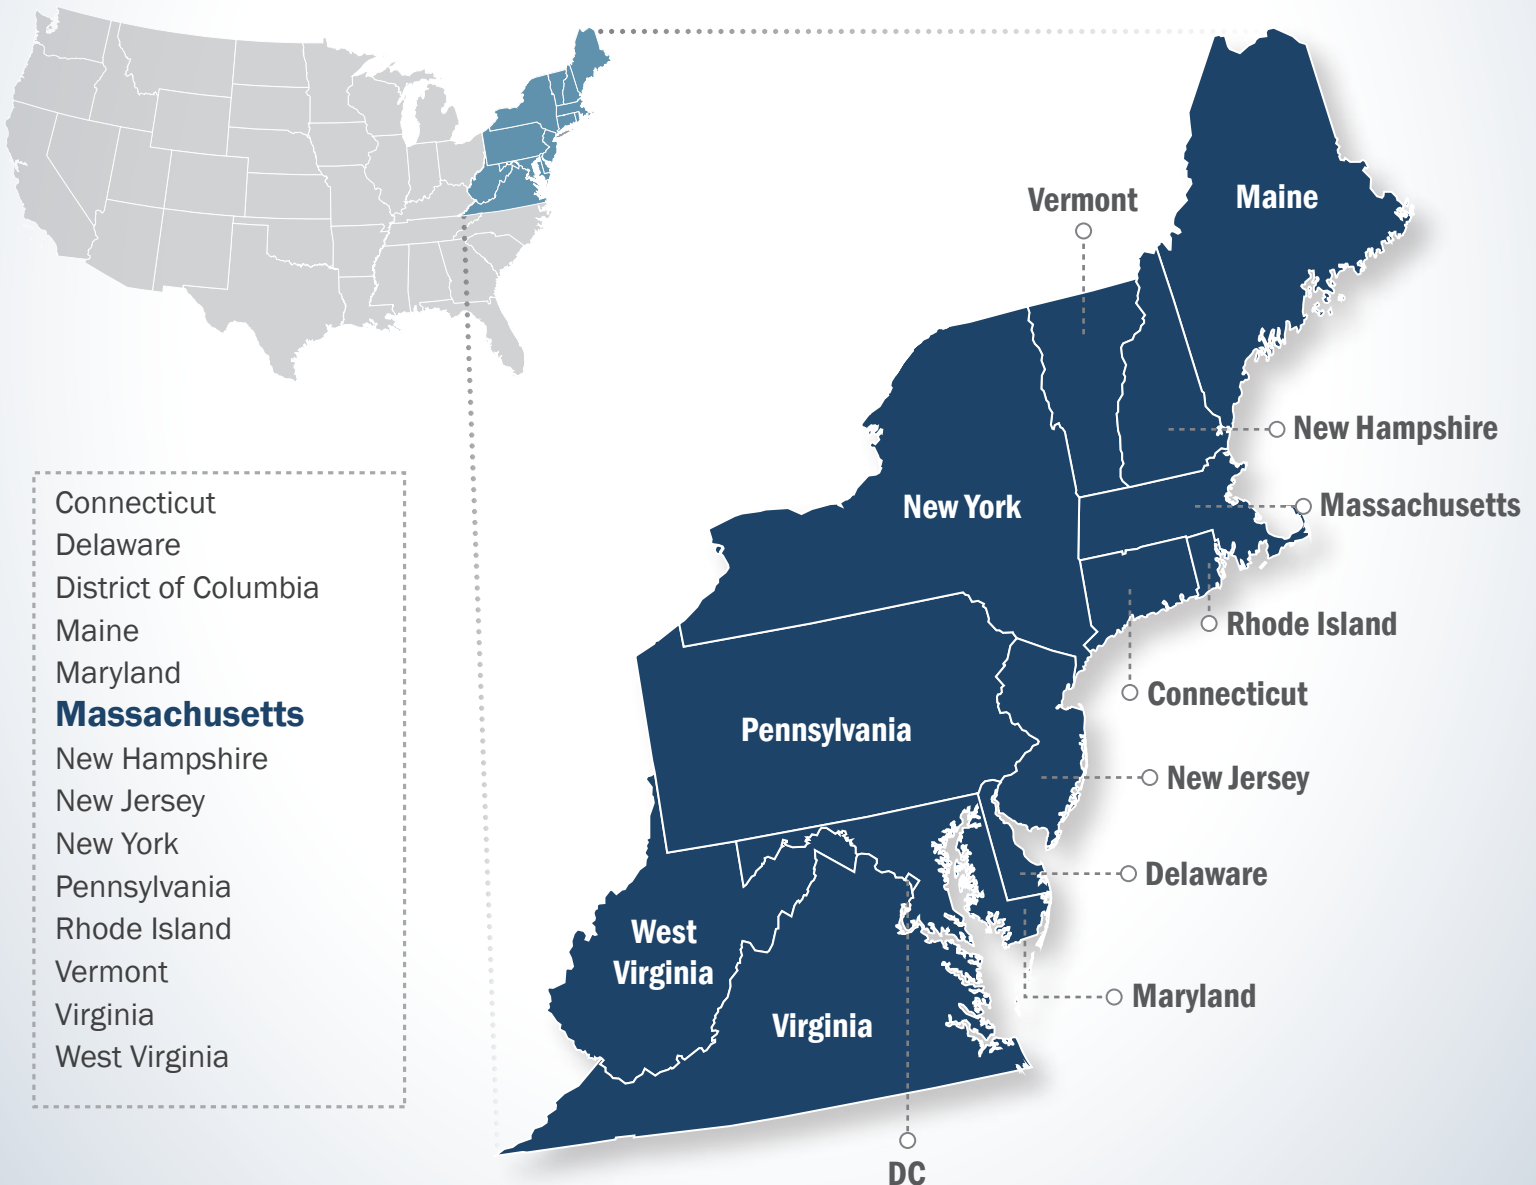 Connecticut
Delaware
District of Columbia
Maine
Maryland
Massachusetts
New Hampshire
New Jersey
New York
Pennsylvania
Rhode Island
Vermont
Virginia
West Virginia
Maine
Vermont
New Hampshire
New York
Massachusetts
Rhode Island
Connecticut
Pennsylvania
New Jersey
Delaware
West
Virginia
Maryland
Virginia
DC